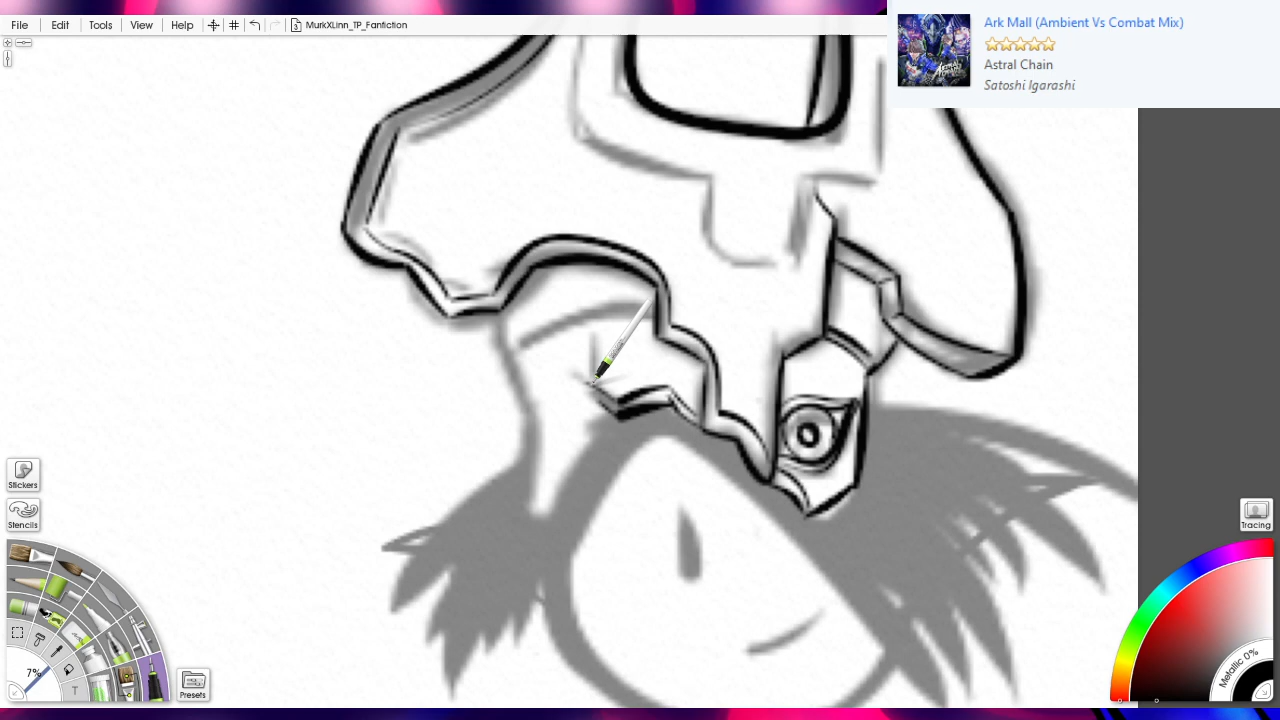 File Edit Tools View Help MurkXLinn_TP_Fanfiction
Ark Mall (Ambient Vs Combat Mix)
Astral Chain
Satoshi Igarashi
Stickers
Stencils
Tracing
7%
T
Presets
Metallic 0%